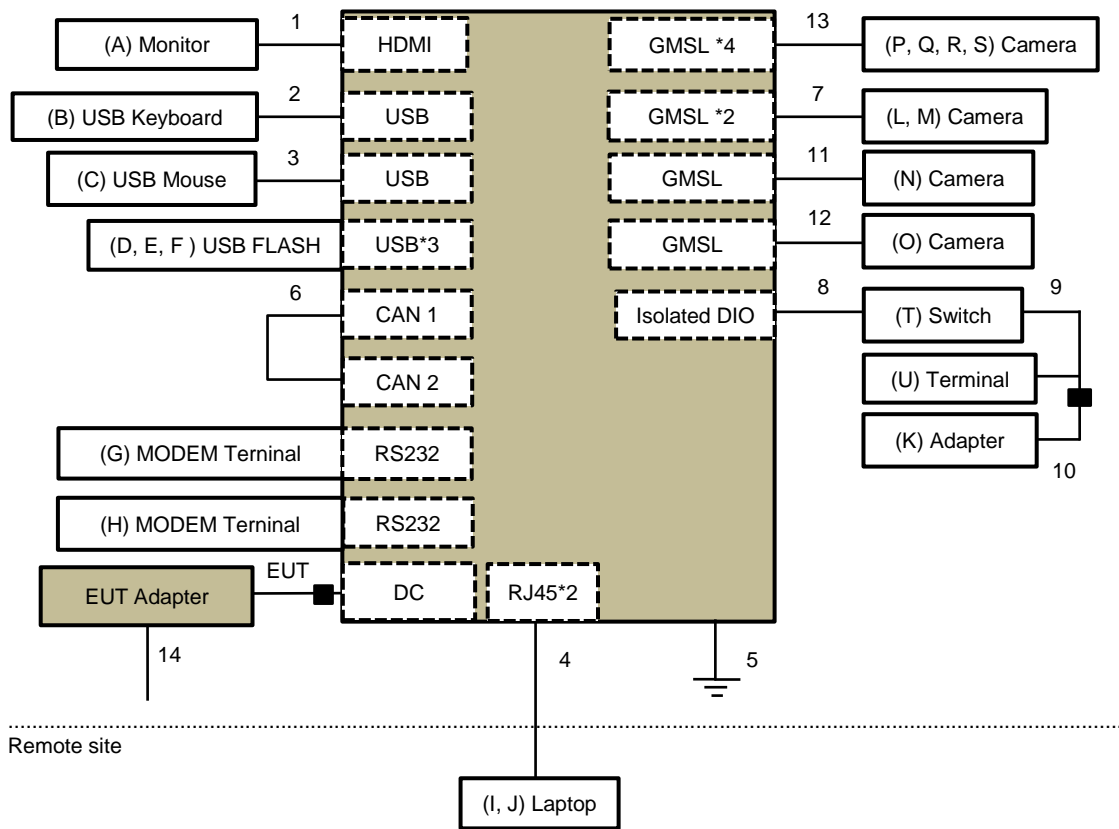 1
13
(A) Monitor
HDMI
GMSL *4
(P, Q, R, S) Camera
2
7
(B) USB Keyboard
USB
GMSL *2
(L, M) Camera
3
11
(C) USB Mouse
USB
GMSL
(N) Camera
12
(D, E, F ) USB FLASH
USB*3
GMSL
(O) Camera
6
8
9
CAN 1
Isolated DIO
(T) Switch
CAN 2
(U) Terminal
(K) Adapter
10
(G) MODEM Terninal
RS232
(H) MODEM Terninal
RS232
EUT
EUT Adapter
DC
RJ45*2
14
4
5
Remote site
(I, J) Laptop